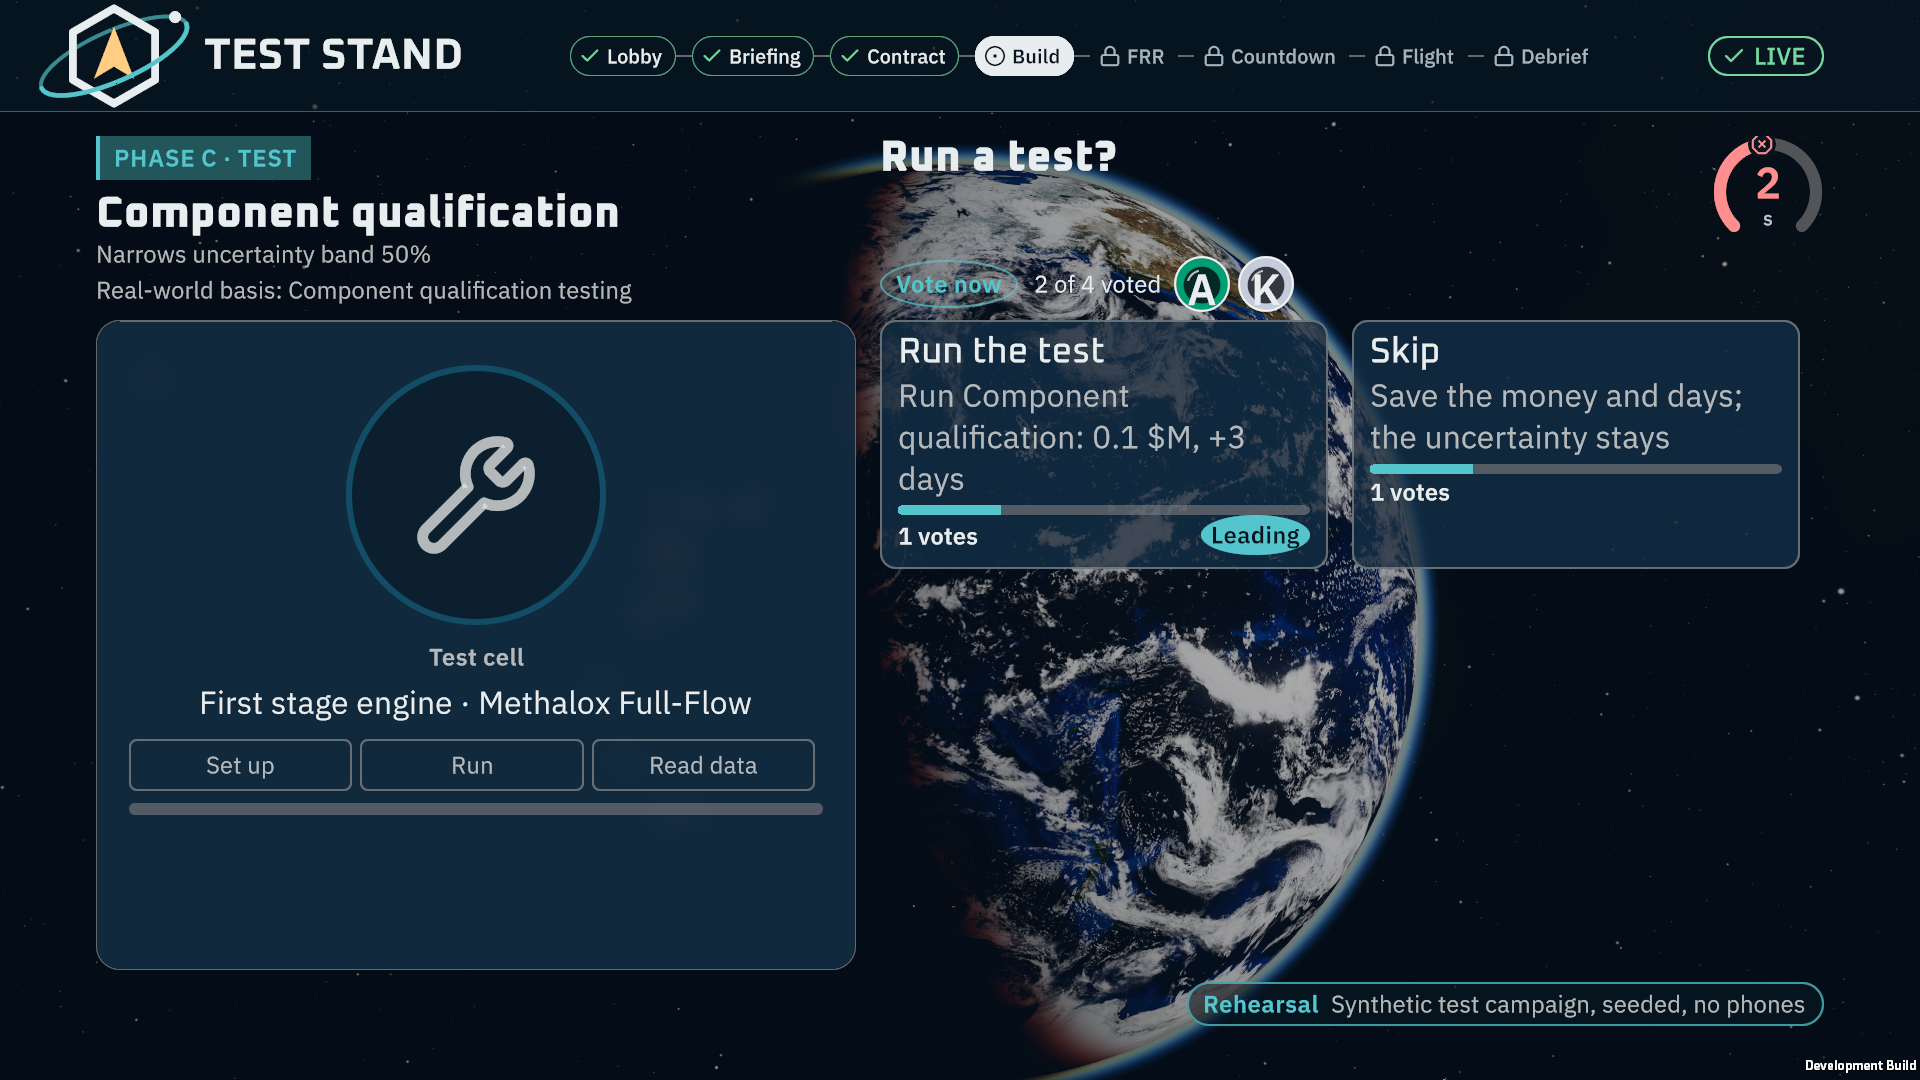 TEST STAND
Lobby
Briefing
Contract
Build
FRR
Countdown
Flight
Debrief
LIVE
PHASE C · TEST
Component qualification
Narrows uncertainty band 50%
Real-world basis: Component qualification testing
Test cell
First stage engine · Methalox Full-Flow
Set up
Run
Read data
Run a test?
2
s
Vote now
2 of 4 voted
A
K
Run the test
Run Component
qualification: 0.1 $M, +3
days
1 votes
Leading
Skip
Save the money and days;
the uncertainty stays
1 votes
Rehearsal Synthetic test campaign, seeded, no phones
Development Build